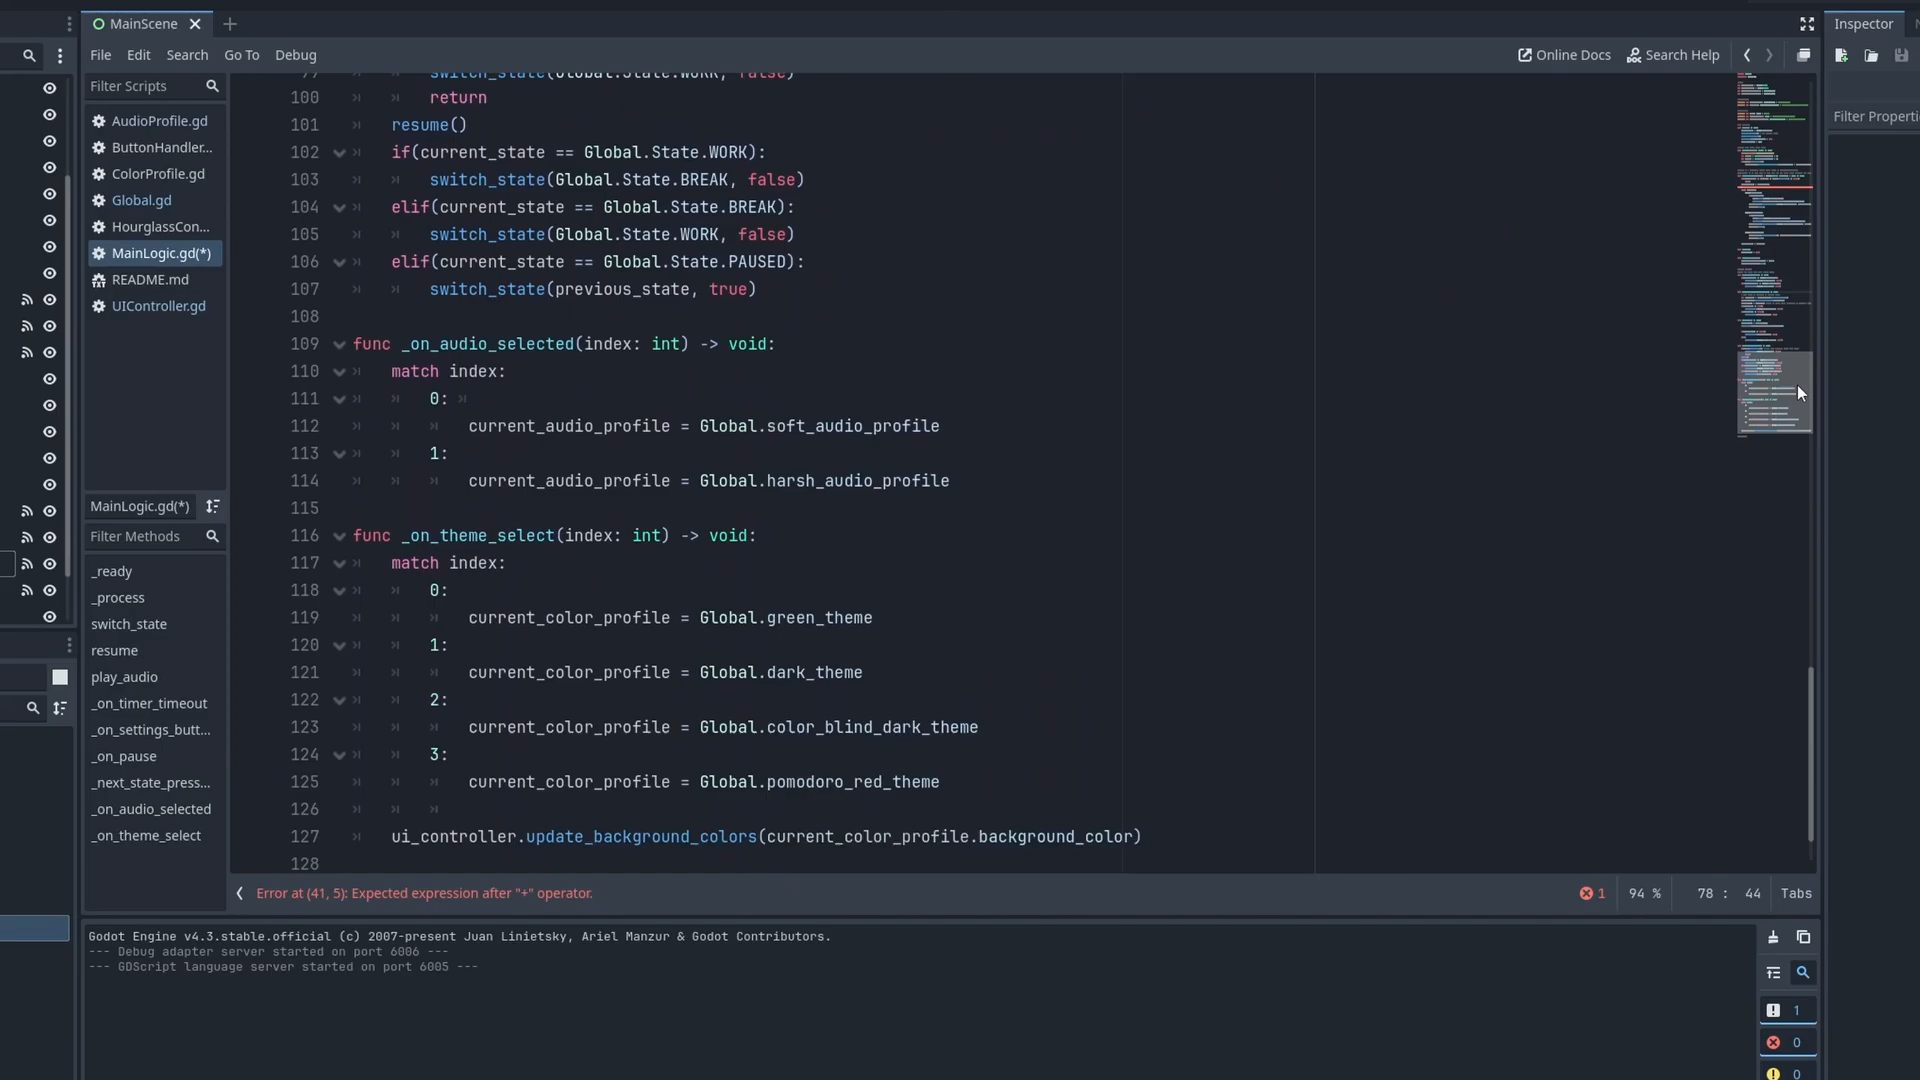 MainScene
Inspector
File Edit Search Go To Debug
Online Docs Search Help
Filter Scripts
Filter Properti
AudioProfile.gd
ButtonHandler...
ColorProfile.gd
Global.gd
HourglassCon...
MainLogic.gd(*)
README.md
UIController.gd
MainLogic.gd(*)
Filter Methods
_ready
_process
switch_state
resume
play_audio
_on_timer_timeout
_on_settings_butt...
_on_pause
_next_state_press...
_on_audio_selected
_on_theme_select
99 switch_state(Global.State.WORK, false)
100 return
101 resume()
102 if(current_state == Global.State.WORK):
103 switch_state(Global.State.BREAK, false)
104 elif(current_state == Global.State.BREAK):
105 switch_state(Global.State.WORK, false)
106 elif(current_state == Global.State.PAUSED):
107 switch_state(previous_state, true)
108
109 func _on_audio_selected(index: int) -> void:
110 match index:
111 0:
112 current_audio_profile = Global.soft_audio_profile
113 1:
114 current_audio_profile = Global.harsh_audio_profile
115
116 func _on_theme_select(index: int) -> void:
117 match index:
118 0:
119 current_color_profile = Global.green_theme
120 1:
121 current_color_profile = Global.dark_theme
122 2:
123 current_color_profile = Global.color_blind_dark_theme
124 3:
125 current_color_profile = Global.pomodoro_red_theme
126
127 ui_controller.update_background_colors(current_color_profile.background_color)
128
Error at (41, 5): Expected expression after "+" operator.
1 94 % 78 : 44 Tabs
Godot Engine v4.3.stable.official (c) 2007-present Juan Linietsky, Ariel Manzur & Godot Contributors.
--- Debug adapter server started on port 6006 ---
--- GDScript language server started on port 6005 ---
1
0
0